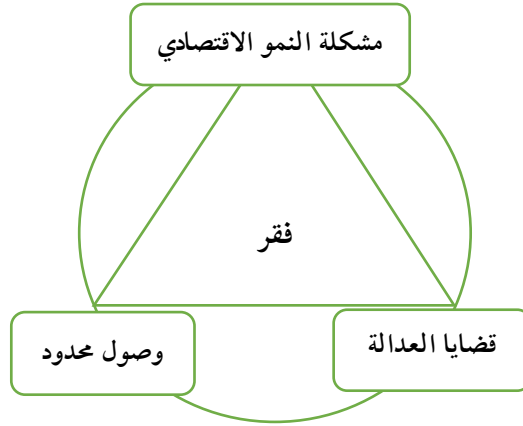 مشكلة النمو الاقتصادي
فقر
قضايا العدالة
وصول محدود